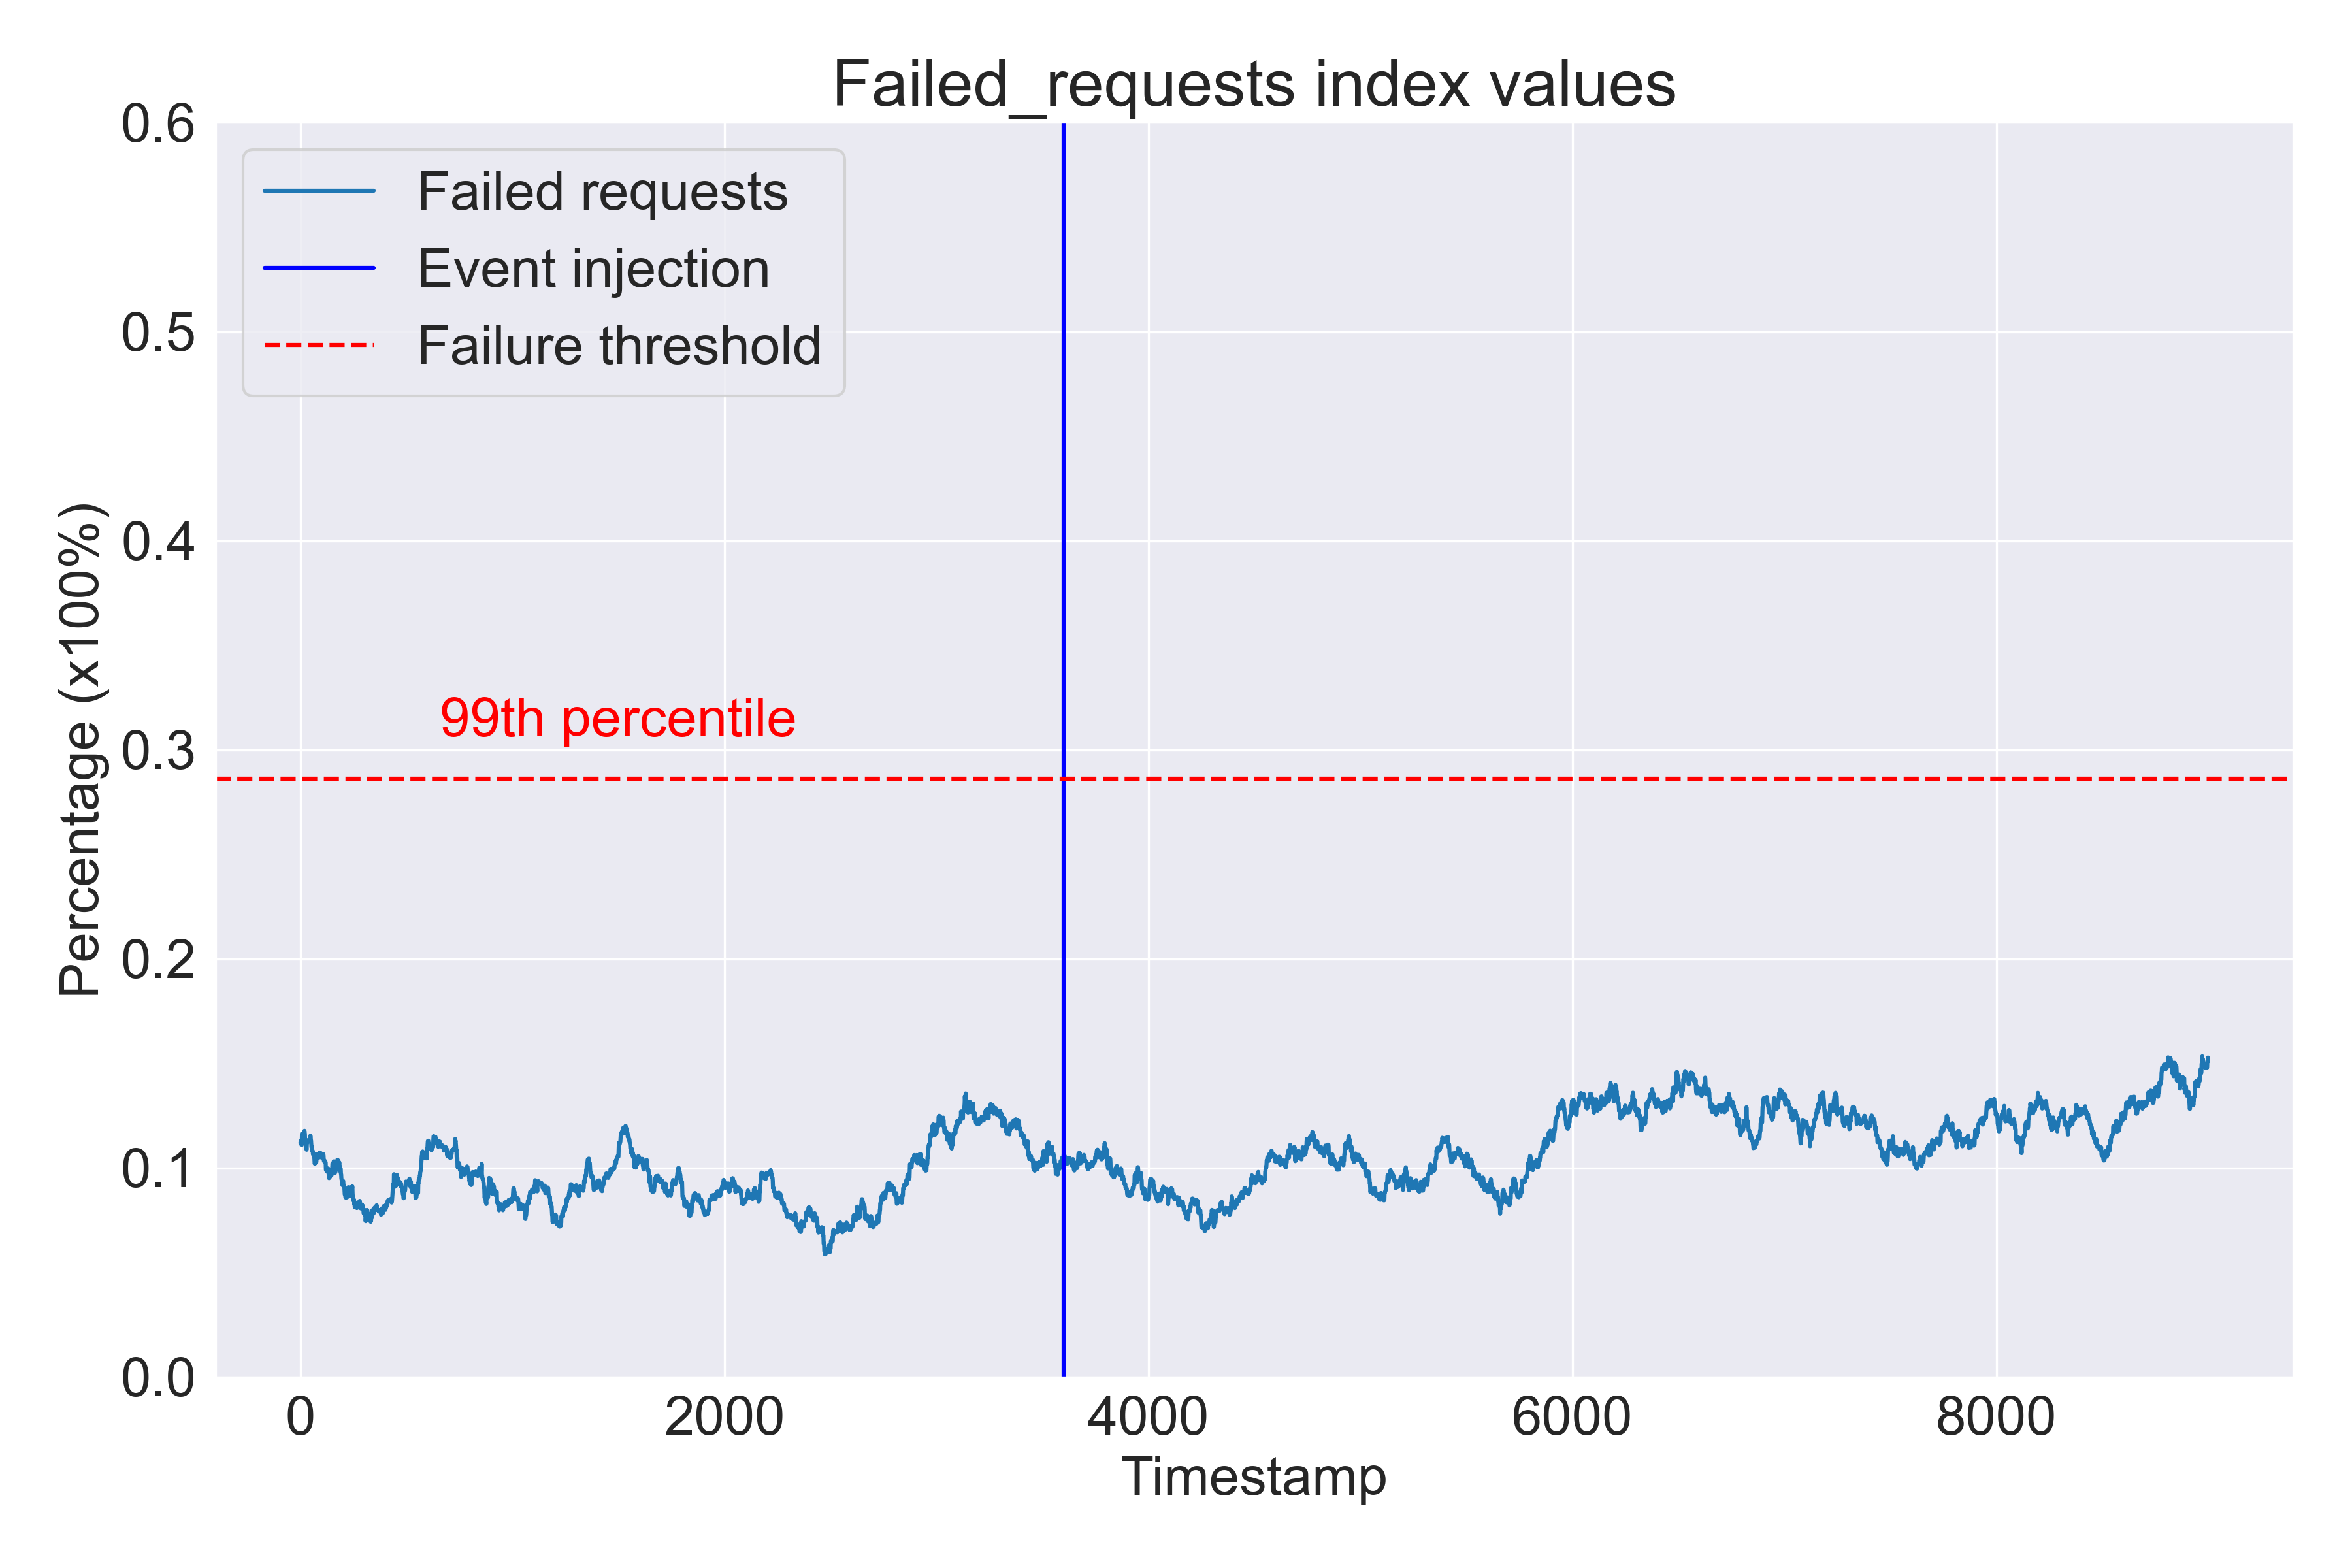 Failed_requests index values
0.6
0.5
0.4
0.3
0.2
0.1
0.0
Percentage (x100%)
Failed requests
Event injection
Failure threshold
99th percentile
0
2000
4000
6000
8000
Timestamp